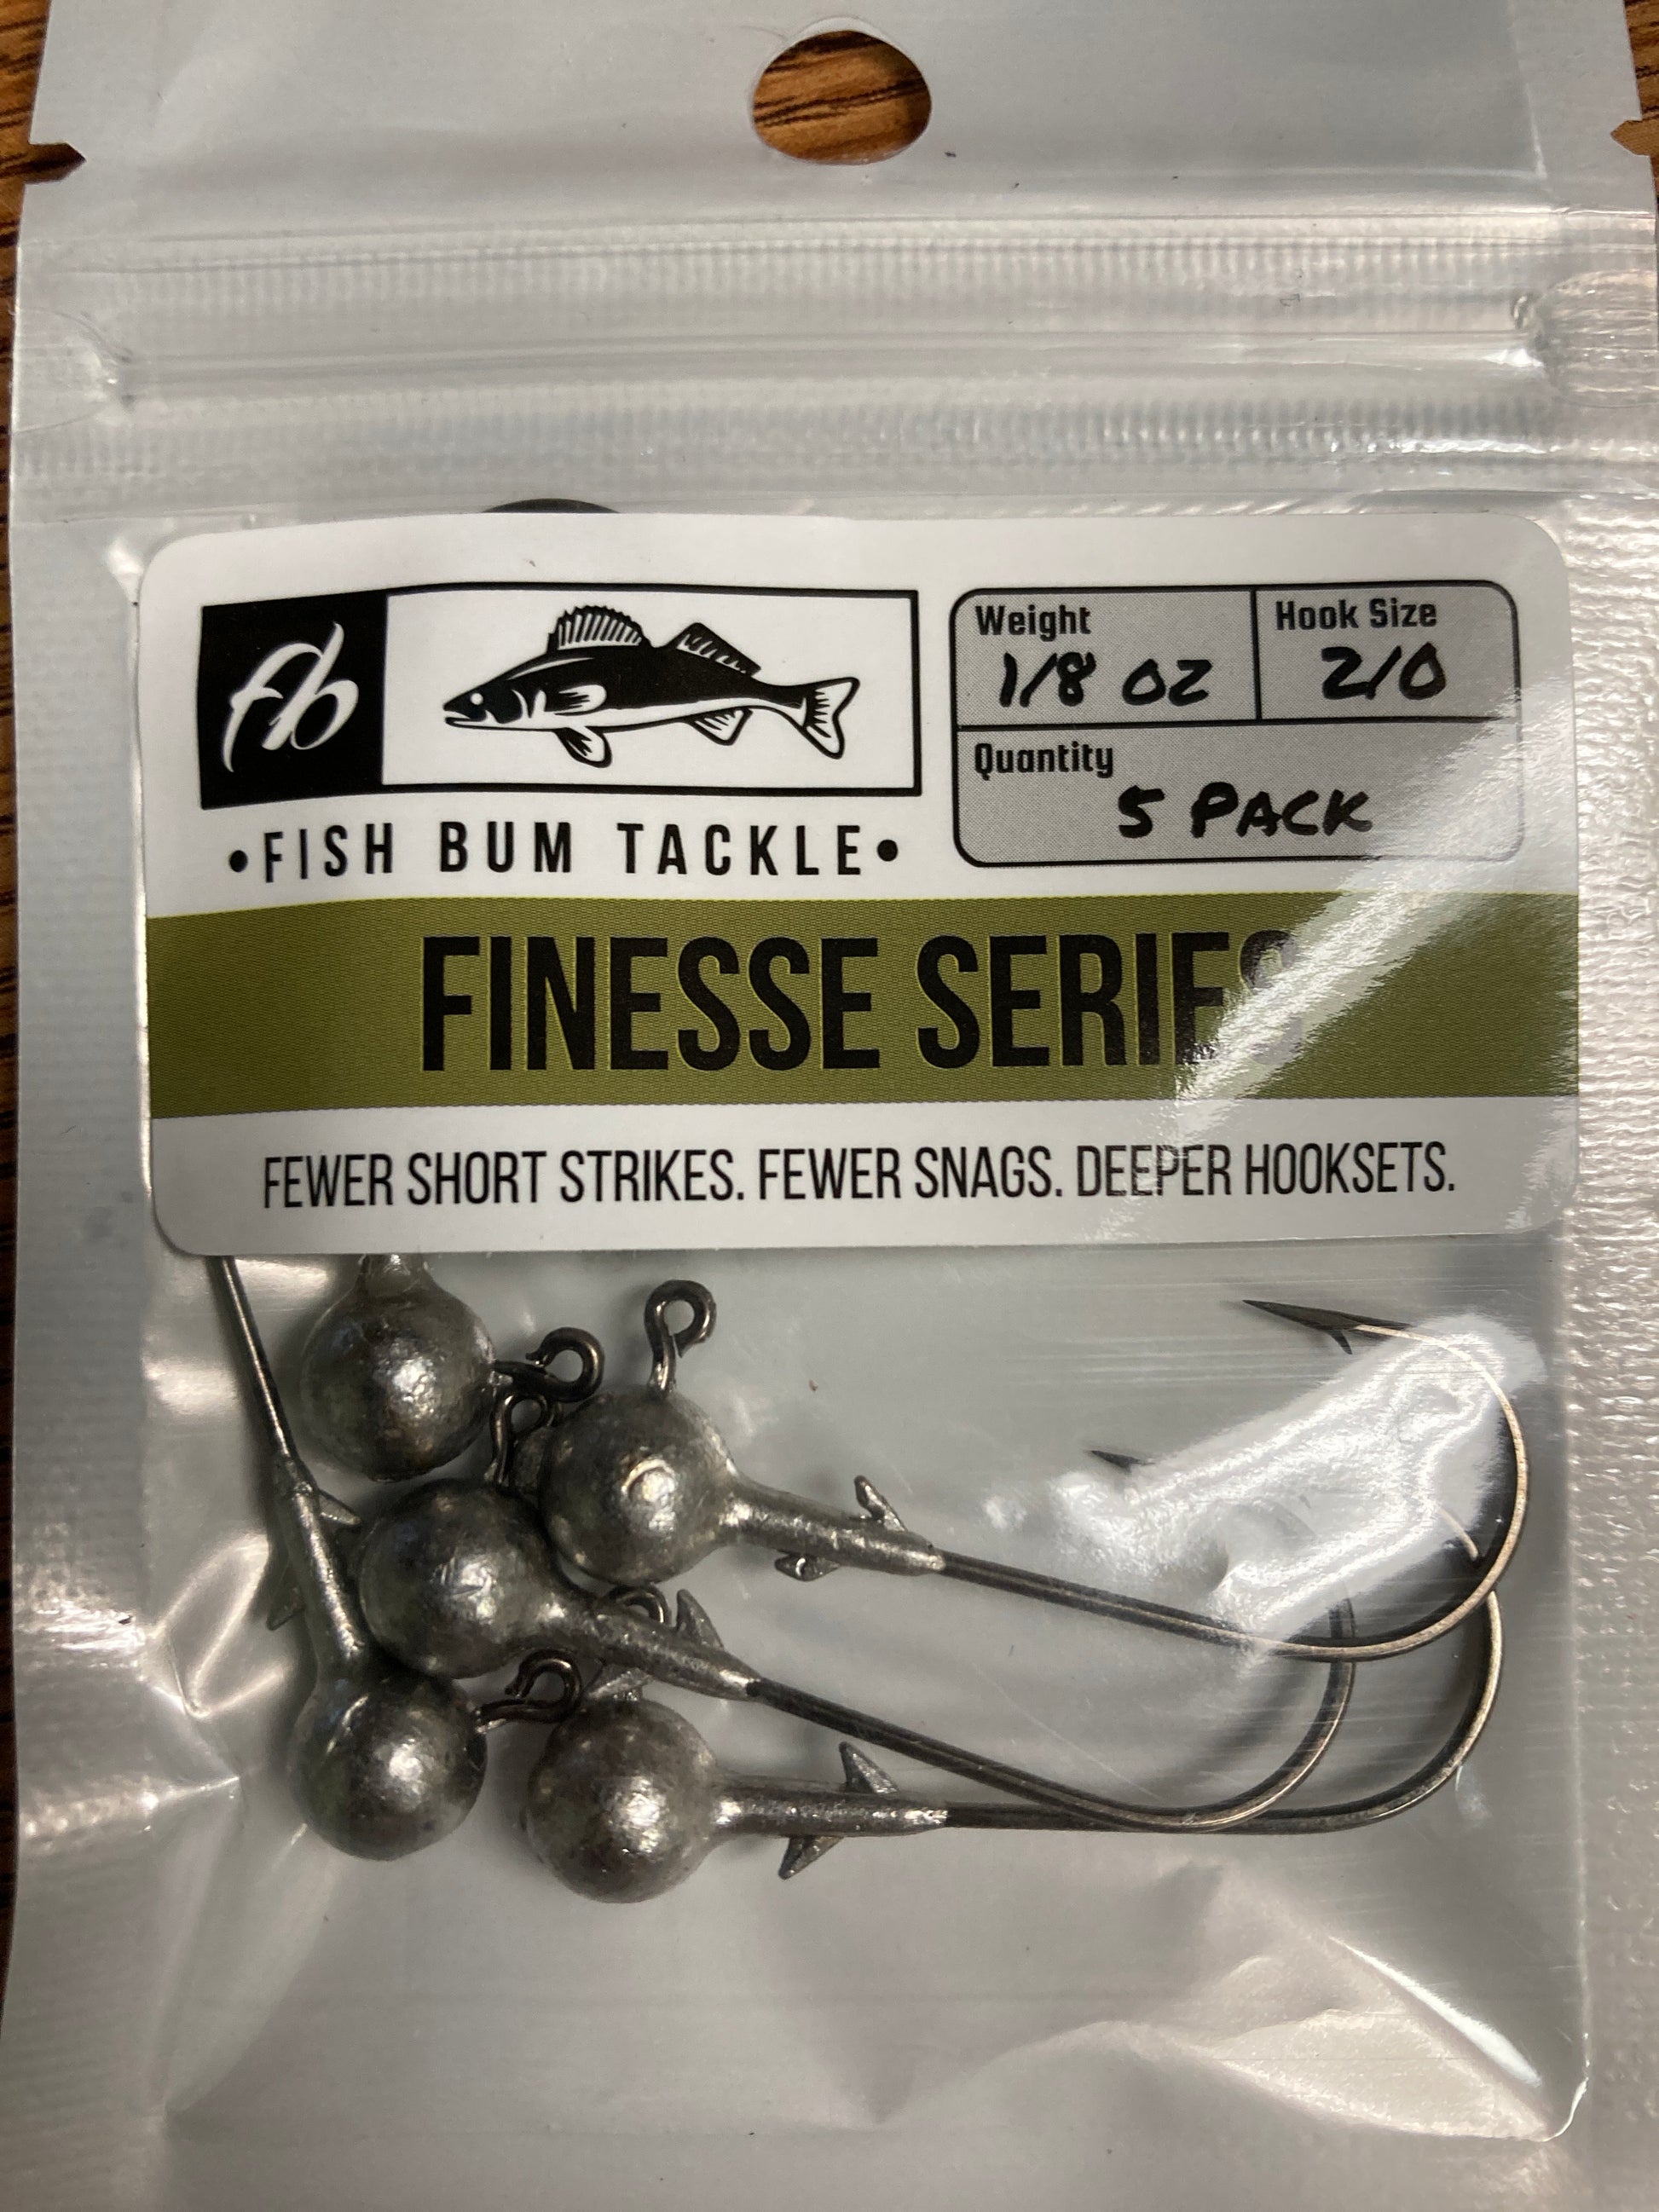 fb
Weight
1/8 OZ
Hook Size
2/0
Quantity
5 PACK
•FISH BUM TACKLE•
FINESSE SERIES
FEWER SHORT STRIKES. FEWER SNAGS. DEEPER HOOKSETS.